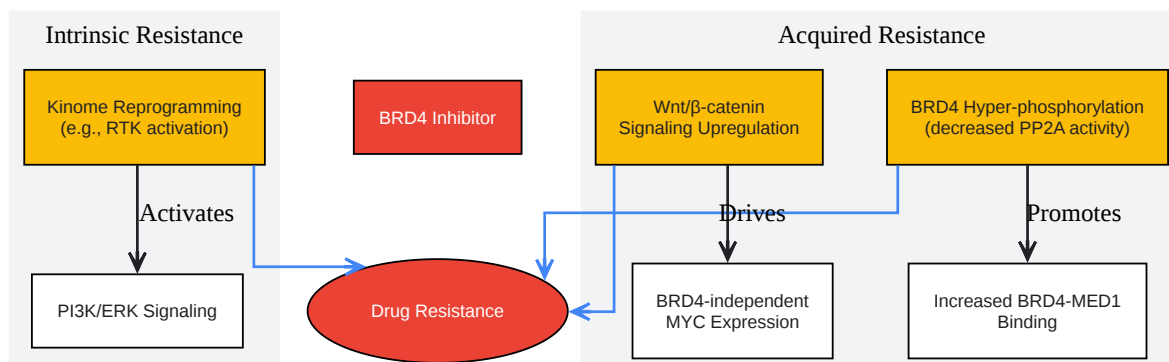 Intrinsic Resistance
Acquired Resistance
Kinome Reprogramming
(e.g., RTK activation)
BRD4 Inhibitor
Wnt/β-catenin
Signaling Upregulation
BRD4 Hyper-phosphorylation
(decreased PP2A activity)
Activates
Drives
Promotes
PI3K/ERK Signaling
Drug Resistance
BRD4-independent
MYC Expression
Increased BRD4-MED1
Binding